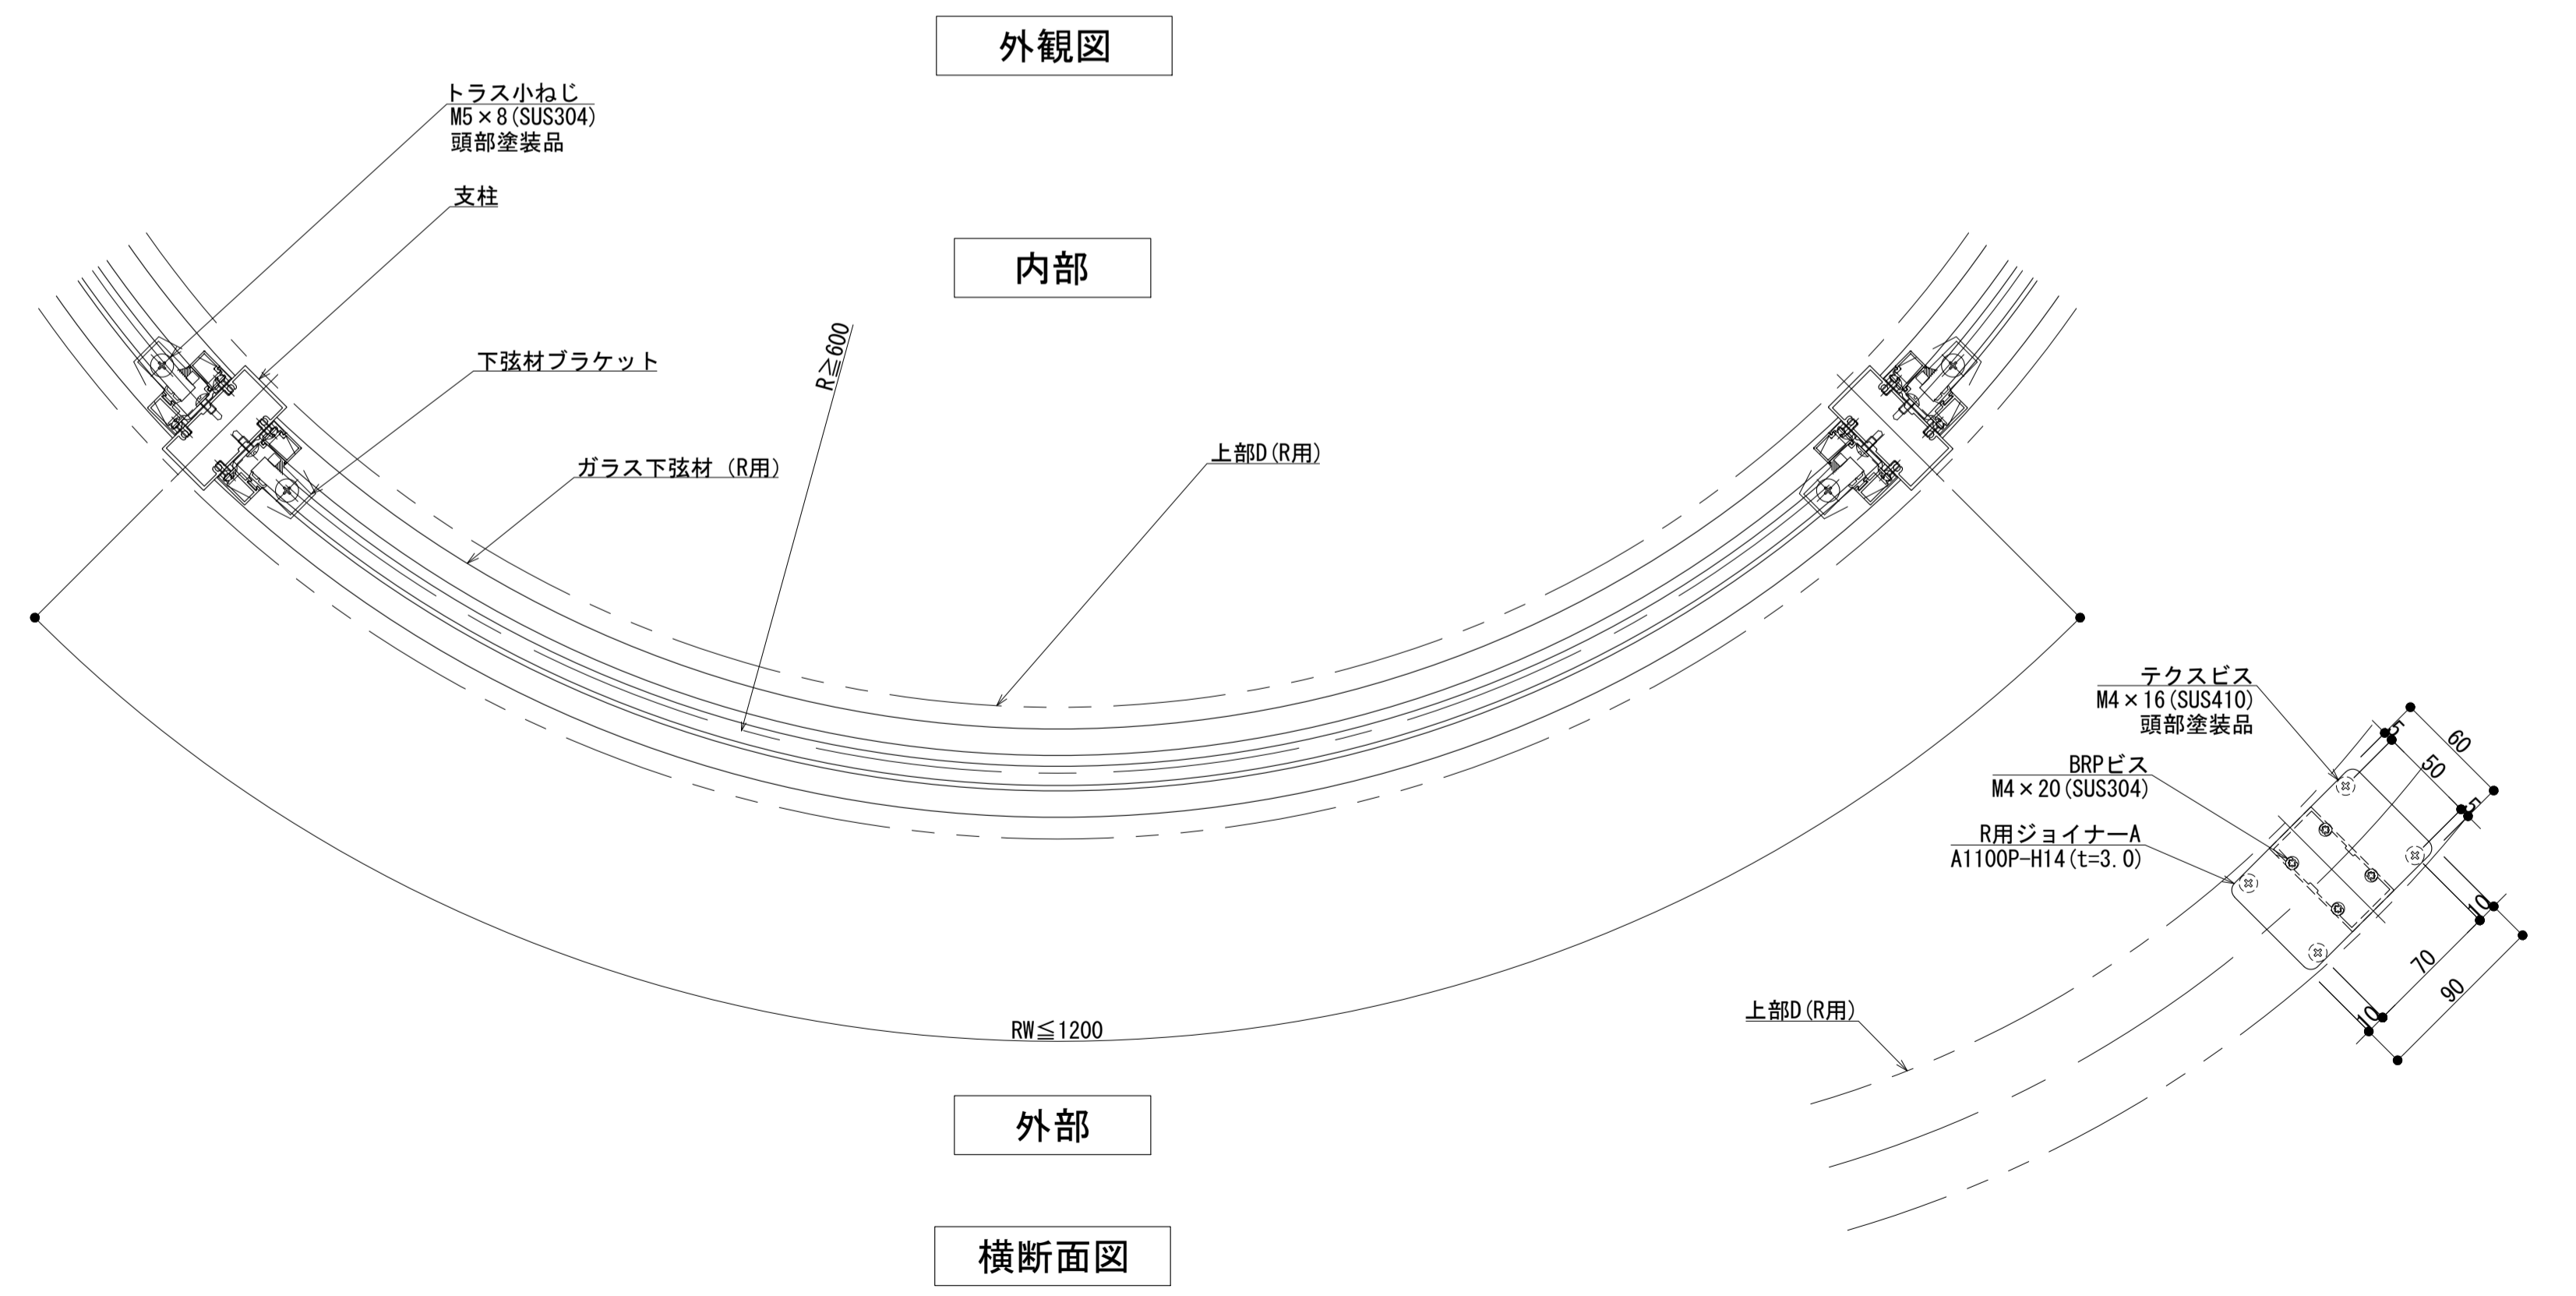 外観図
トラス小ねじ
M5×8(SUS304)
頭部塗装品
支柱
内部
下弦材ブラケット
R≧600
ガラス下弦材 (R用)
上部D(R用)
テクスビス
M4×16(SUS410)
頭部塗装品
BRPビス
M4×20(SUS304)
R用ジョイナーA
A1100P-H14(t=3.0)
5
60
50
5
10
70
90
10
上部D(R用)
RW≦1200
外部
横断面図